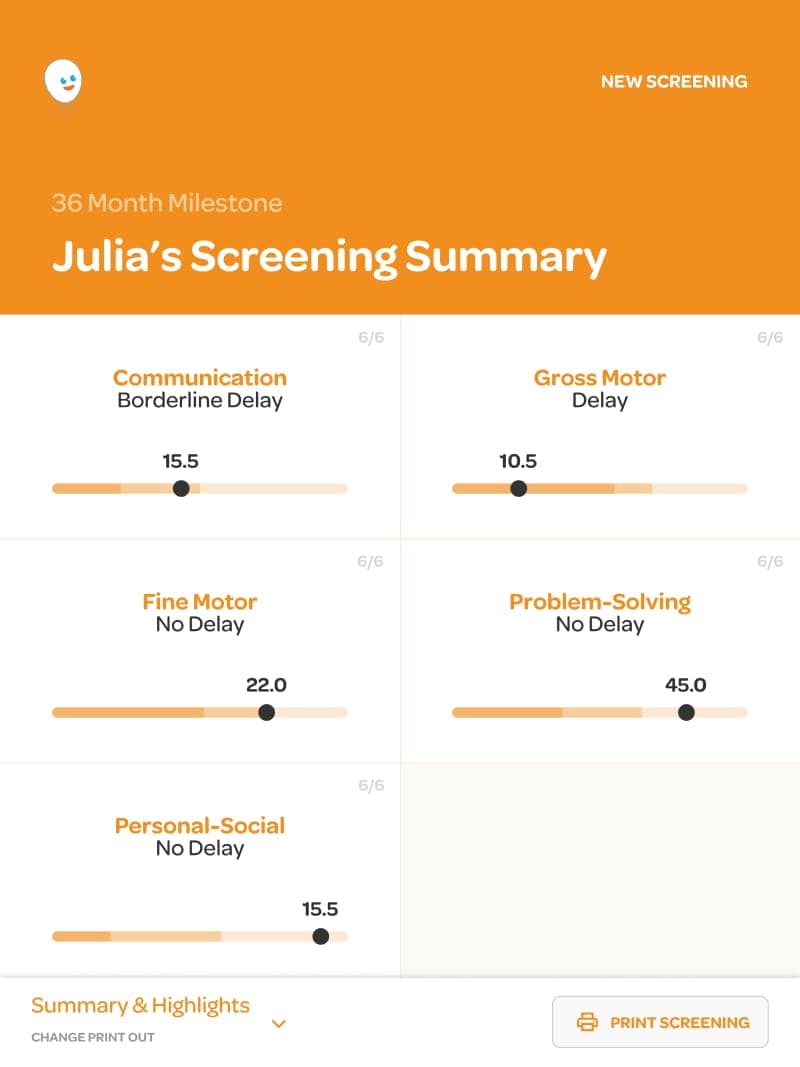 NEW SCREENING
36 Month Milestone
Julia's Screening Summary
6/6
Communication
Borderline Delay
15.5
6/6
Gross Motor
Delay
10.5
6/6
Fine Motor
No Delay
22.0
6/6
Problem-Solving
No Delay
45.0
6/6
Personal-Social
No Delay
15.5
Summary & Highlights
CHANGE PRINT OUT
PRINT SCREENING